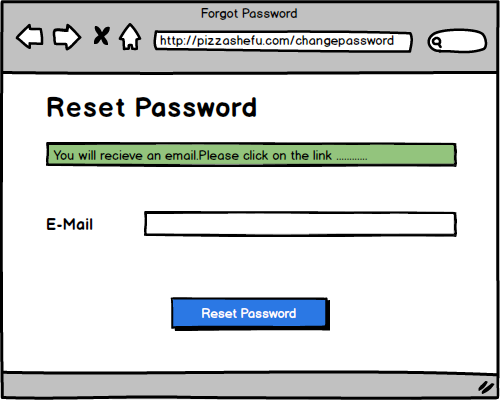 Forgot Password
http://pizzashefu.com/changepassword
Reset Password
You will recieve an email.Please click on the link ............
E-Mail
Reset Password